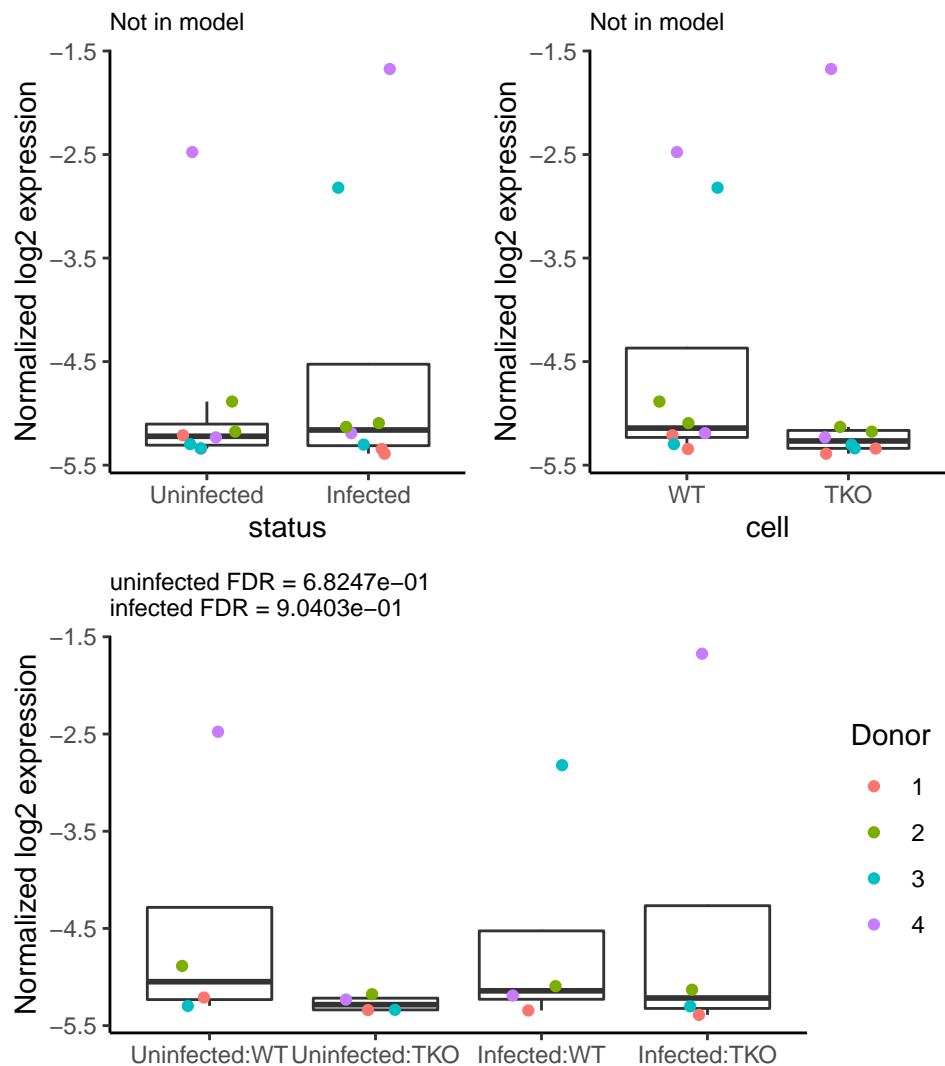 Not in model
Normalized log2 expression
−1.5
−2.5
−3.5
−4.5
−5.5
Uninfected
Infected
status
Not in model
Normalized log2 expression
−1.5
−2.5
−3.5
−4.5
−5.5
WT
TKO
cell
uninfected FDR = 6.8247e−01
infected FDR = 9.0403e−01
Normalized log2 expression
−1.5
−2.5
−3.5
−4.5
−5.5
Uninfected:WT
Uninfected:TKO
Infected:WT
Infected:TKO
Donor
1
2
3
4